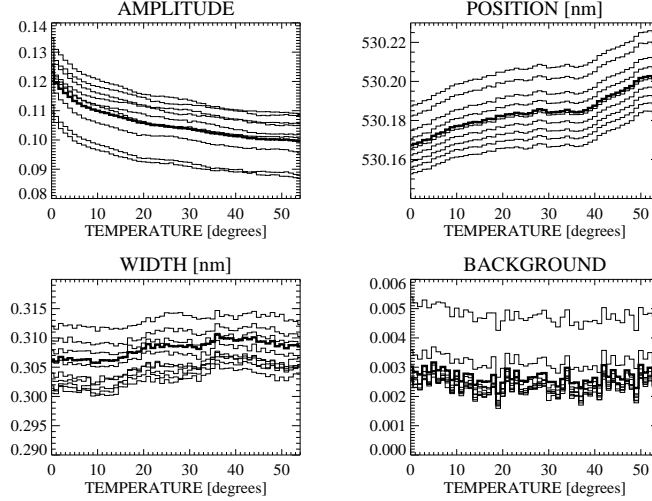 AMPLITUDE
0.14
0.13
0.12
0.11
0.10
0.09
0.08
0 10 20 30 40 50
TEMPERATURE [degrees]
POSITION [nm]
530.22
530.20
530.18
530.16
0 10 20 30 40 50
TEMPERATURE [degrees]
WIDTH [nm]
0.315
0.310
0.305
0.300
0.295
0.290
0 10 20 30 40 50
TEMPERATURE [degrees]
BACKGROUND
0.006
0.005
0.004
0.003
0.002
0.001
0.000
0 10 20 30 40 50
TEMPERATURE [degrees]